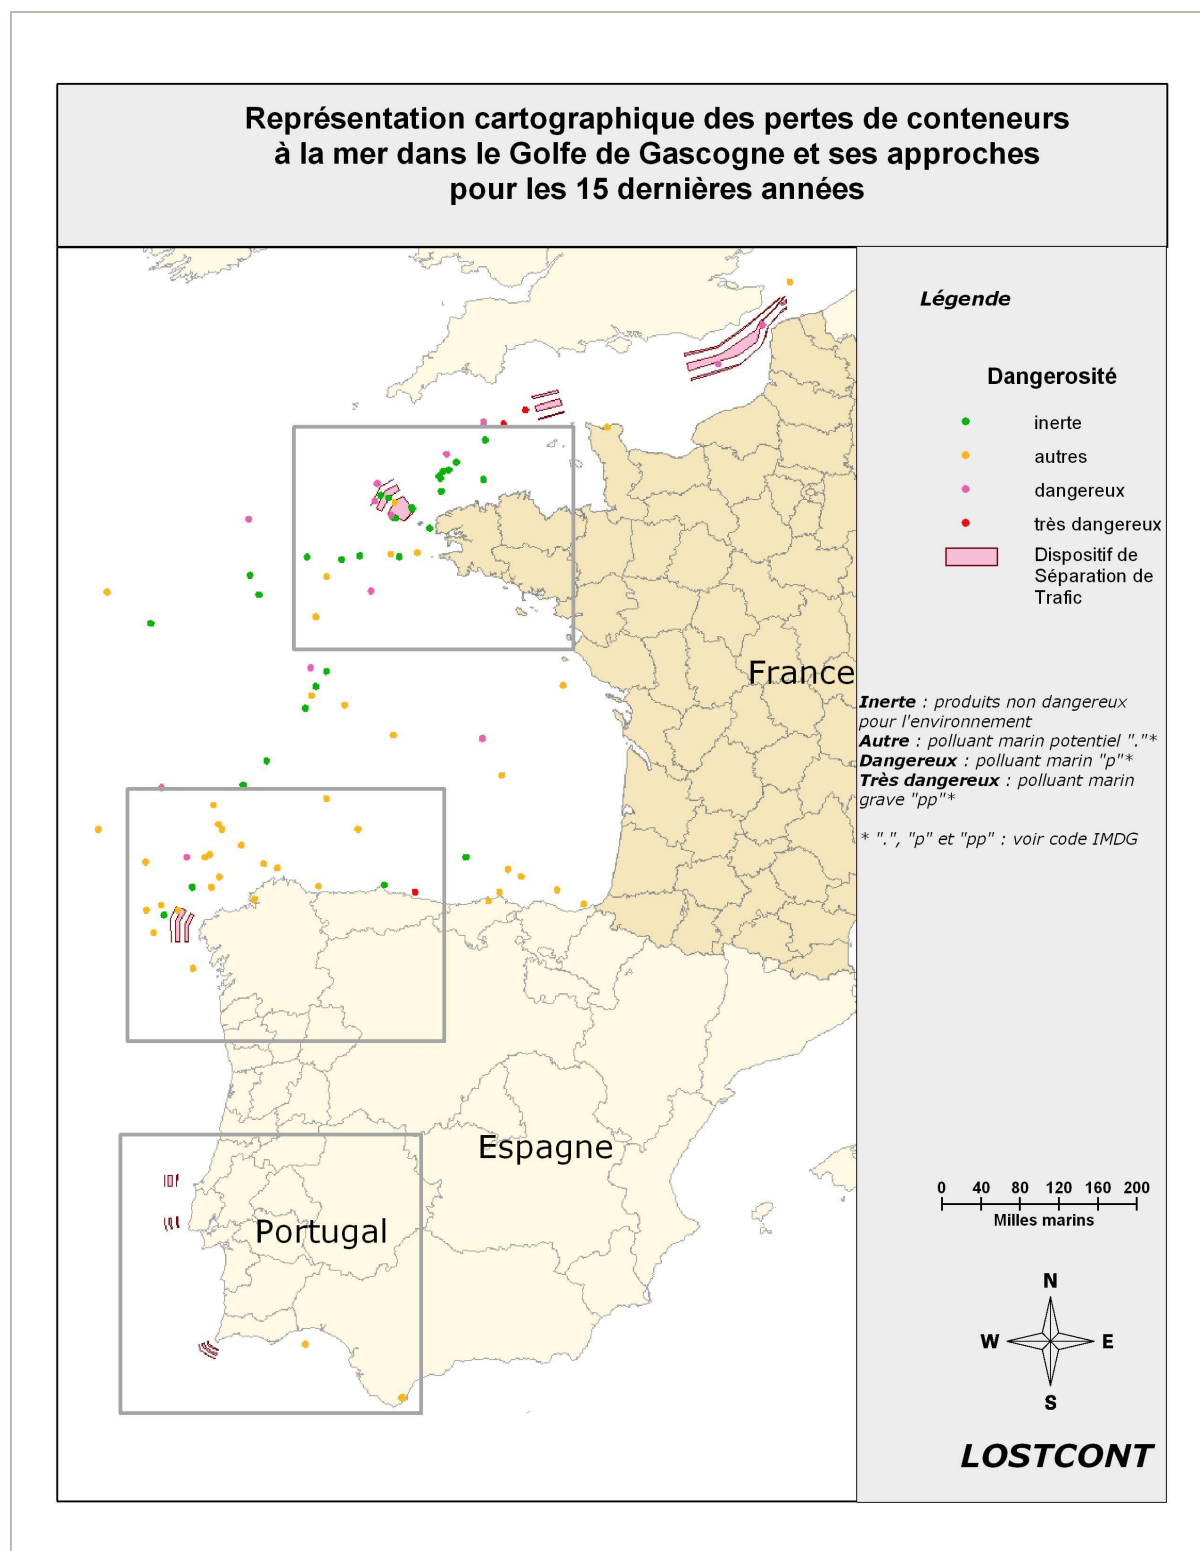 Représentation cartographique des pertes de conteneurs
à la mer dans le Golfe de Gascogne et ses approches
pour les 15 dernières années
Légende
Dangerosité
inerte
autres
dangereux
très dangereux
Dispositif de
Séparation de
Trafic
France
Inerte : produits non dangereux
pour l'environnement
Autre : polluant marin potentiel "."*
Dangereux : polluant marin "p"*
Très dangereux : polluant marin
grave "pp"*
* ".", "p" et "pp" : voir code IMDG
Espagne
Portugal
0 40 80 120 160 200
Milles marins
N
W E
S
LOSTCONT